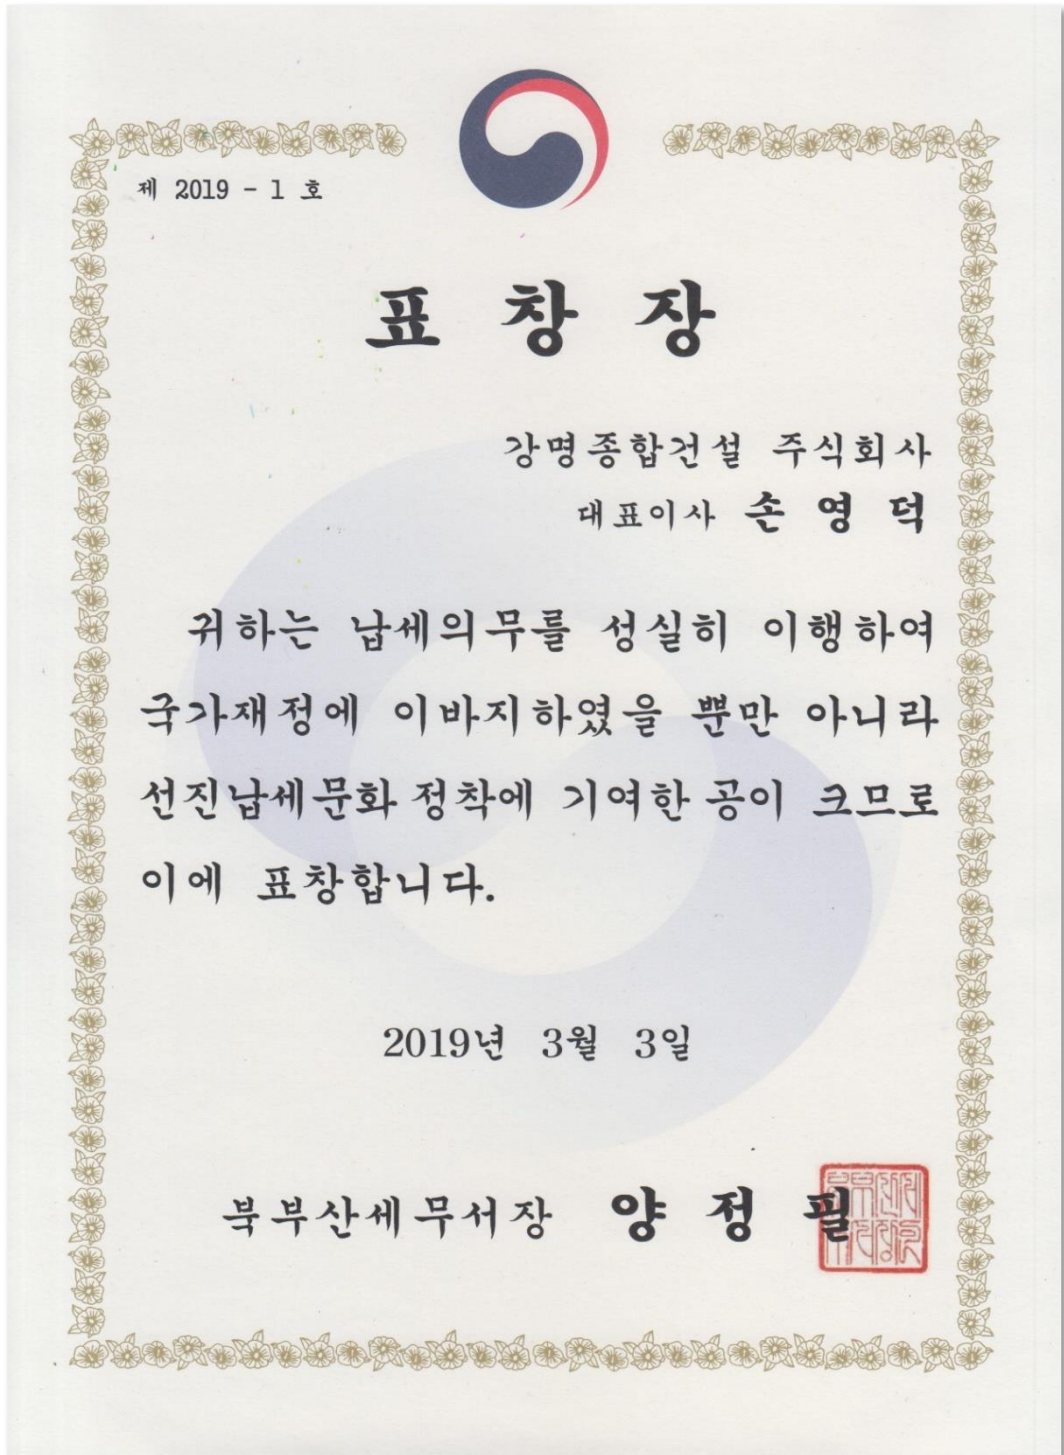 제 2019 - 1 호
표 창 장
강명종합건설 주식회사
대표이사 손 영 덕
귀하는 납세의무를 성실히 이행하여
국가재정에 이바지하였을 뿐만 아니라
선진납세문화 정착에 기여한 공이 크므로
이에 표창합니다.
2019년 3월 3일
북부산세무서장 양 정 필